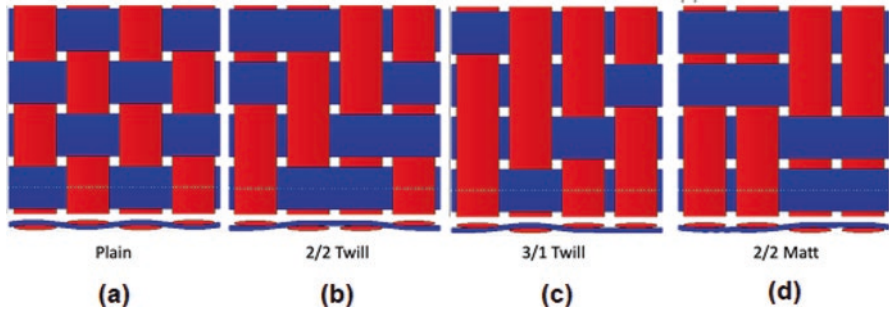 Plain
2/2 Twill
3/1 Twill
2/2 Matt
(a)
(b)
(c)
(d)